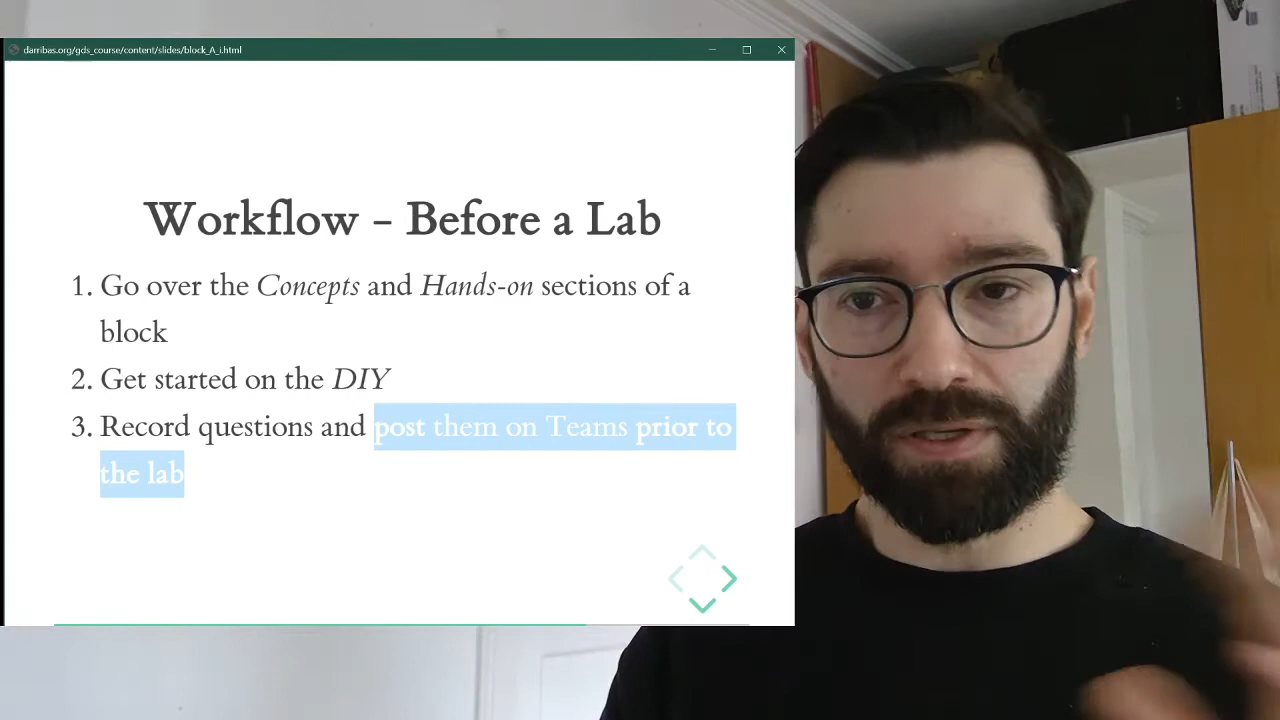 darribas.org/gds_course/content/slides/block_A_i.html
Workflow - Before a Lab
1. Go over the Concepts and Hands-on sections of a
block
2. Get started on the DIY
3. Record questions and post them on Teams prior to
the lab